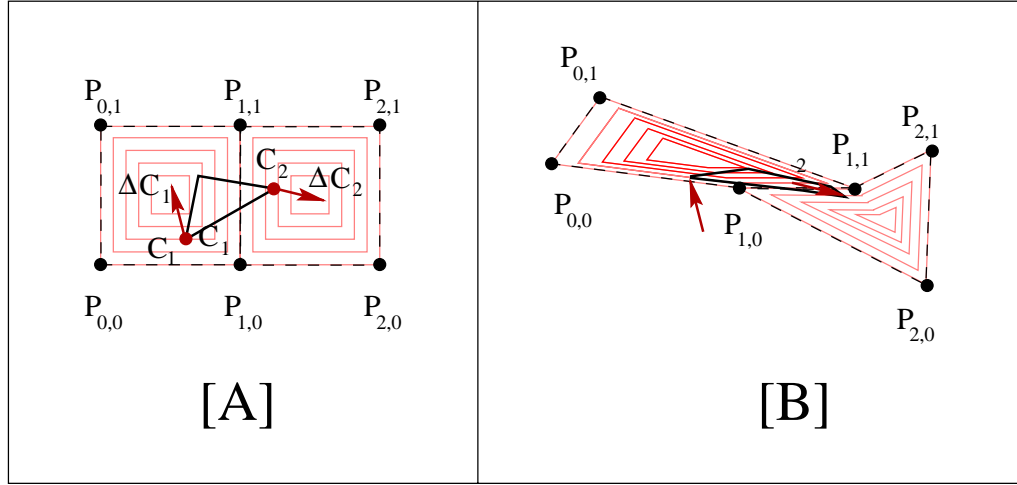 P0,1 P1,1 P2,1
C2
ΔC1 ΔC2
C1 C1
P0,0 P1,0 P2,0
[A]
P0,1
P2,1
2 P1,1
P0,0
P1,0
P2,0
[B]